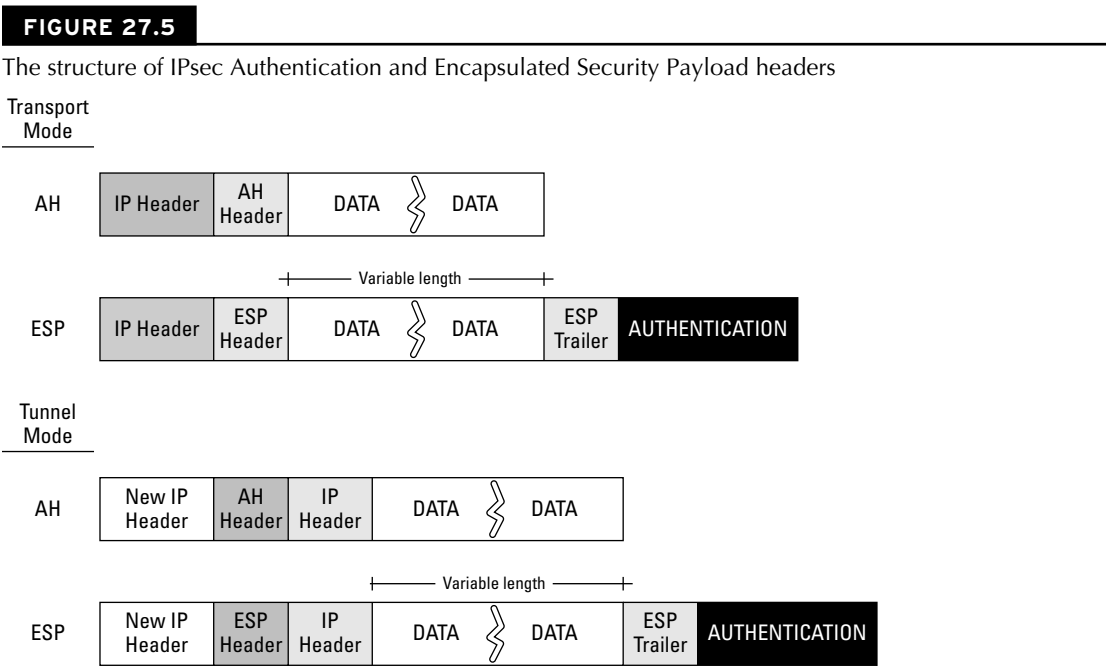 FIGURE 27.5
The structure of IPsec Authentication and Encapsulated Security Payload headers
Transport
Mode
AH
IP Header
AH
Header
DATA
DATA
Variable length
ESP
IP Header
ESP
Header
DATA
DATA
ESP
Trailer
AUTHENTICATION
Tunnel
Mode
AH
New IP
Header
AH
Header
IP
Header
DATA
DATA
Variable length
ESP
New IP
Header
ESP
Header
IP
Header
DATA
DATA
ESP
Trailer
AUTHENTICATION